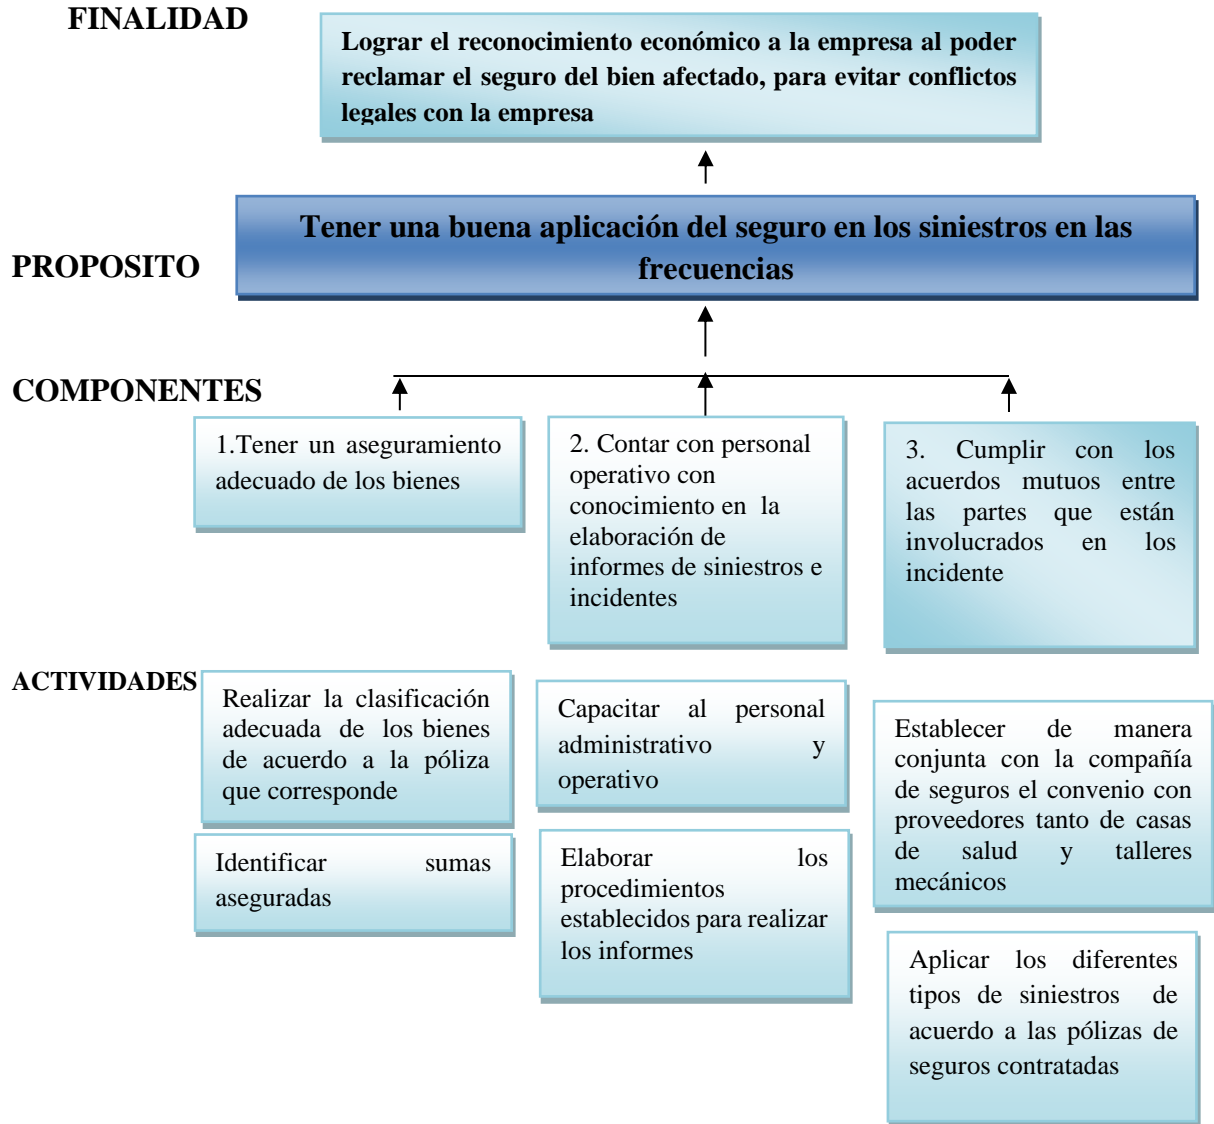 FINALIDAD
Lograr el reconocimiento económico a la empresa al poder
reclamar el seguro del bien afectado, para evitar conflictos
legales con la empresa
PROPOSITO
Tener una buena aplicación del seguro en los siniestros en las
frecuencias
COMPONENTES
1.Tener un aseguramiento
adecuado de los bienes
2. Contar con personal
operativo con
conocimiento en la
elaboración de
informes de siniestros e
incidentes
3. Cumplir con los
acuerdos mutuos entre
las partes que están
involucrados en los
incidente
ACTIVIDADES
Realizar la clasificación
adecuada de los bienes
de acuerdo a la póliza
que corresponde
Identificar sumas
aseguradas
Capacitar al personal
administrativo y
operativo
Elaborar los
procedimientos
establecidos para realizar
los informes
Establecer de manera
conjunta con la compañía
de seguros el convenio con
proveedores tanto de casas
de salud y talleres
mecánicos
Aplicar los diferentes
tipos de siniestros de
acuerdo a las pólizas de
seguros contratadas